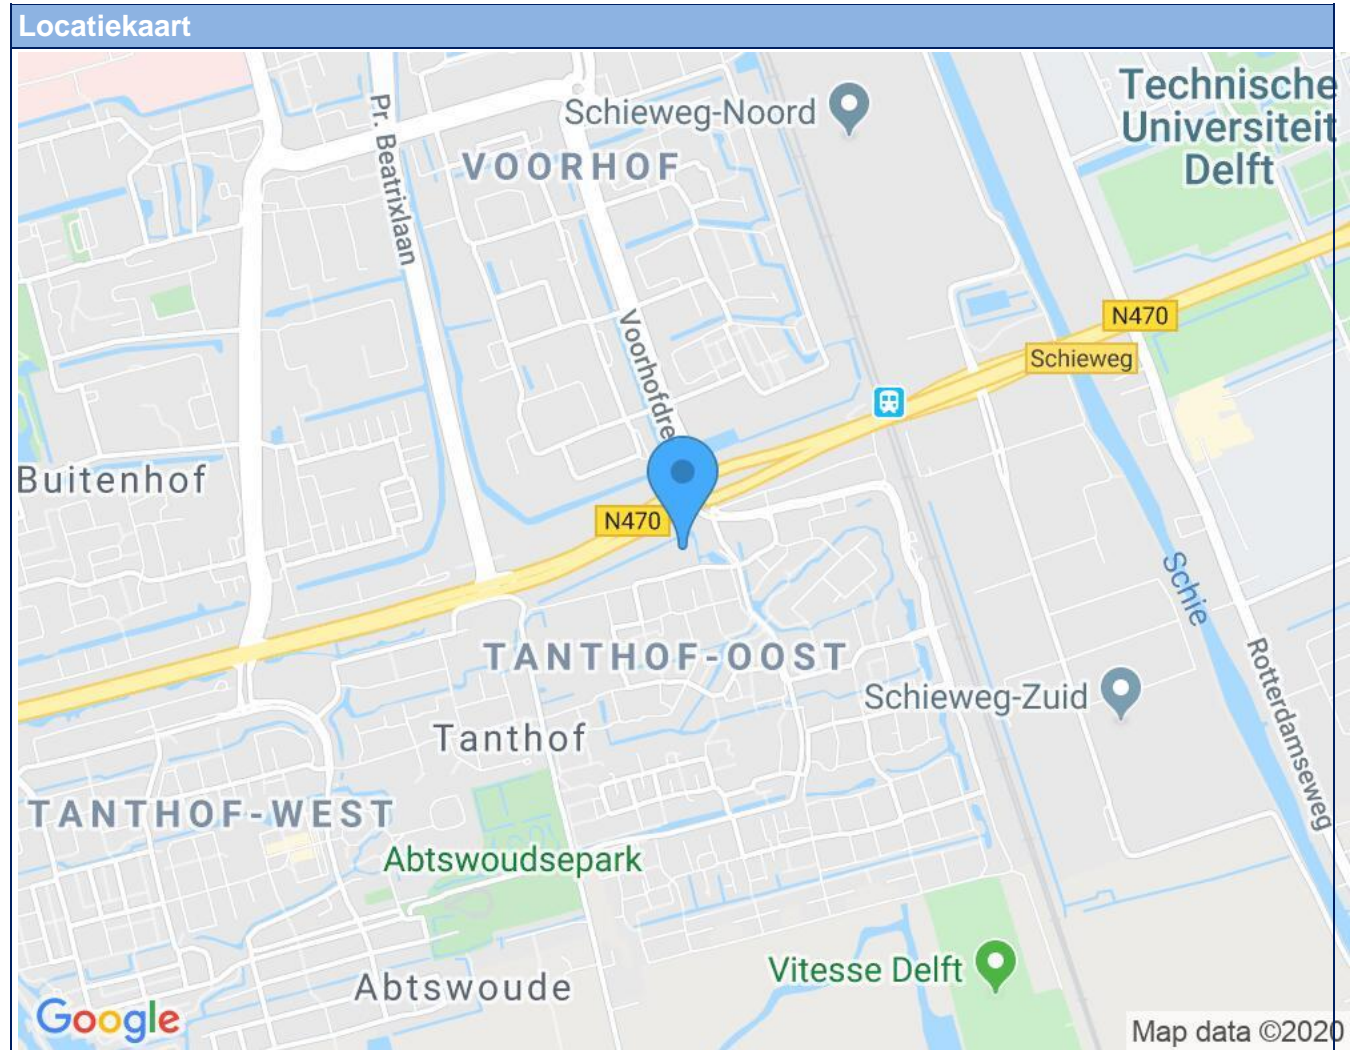 Locatiekaart
Technische
Universiteit
Delft
Schieweg-Noord
Pr. Beatrixlaan
VOORHOF
N470
Voorhofdre
Schieweg
Buitenhof
N470
Schie
TANTHOF-OOST
Rotterdamseweg
Schieweg-Zuid
Tanthof
TANTHOF-WEST
Abtswoudsepark
Vitesse Delft
Abtswoude
Google
Map data ©2020